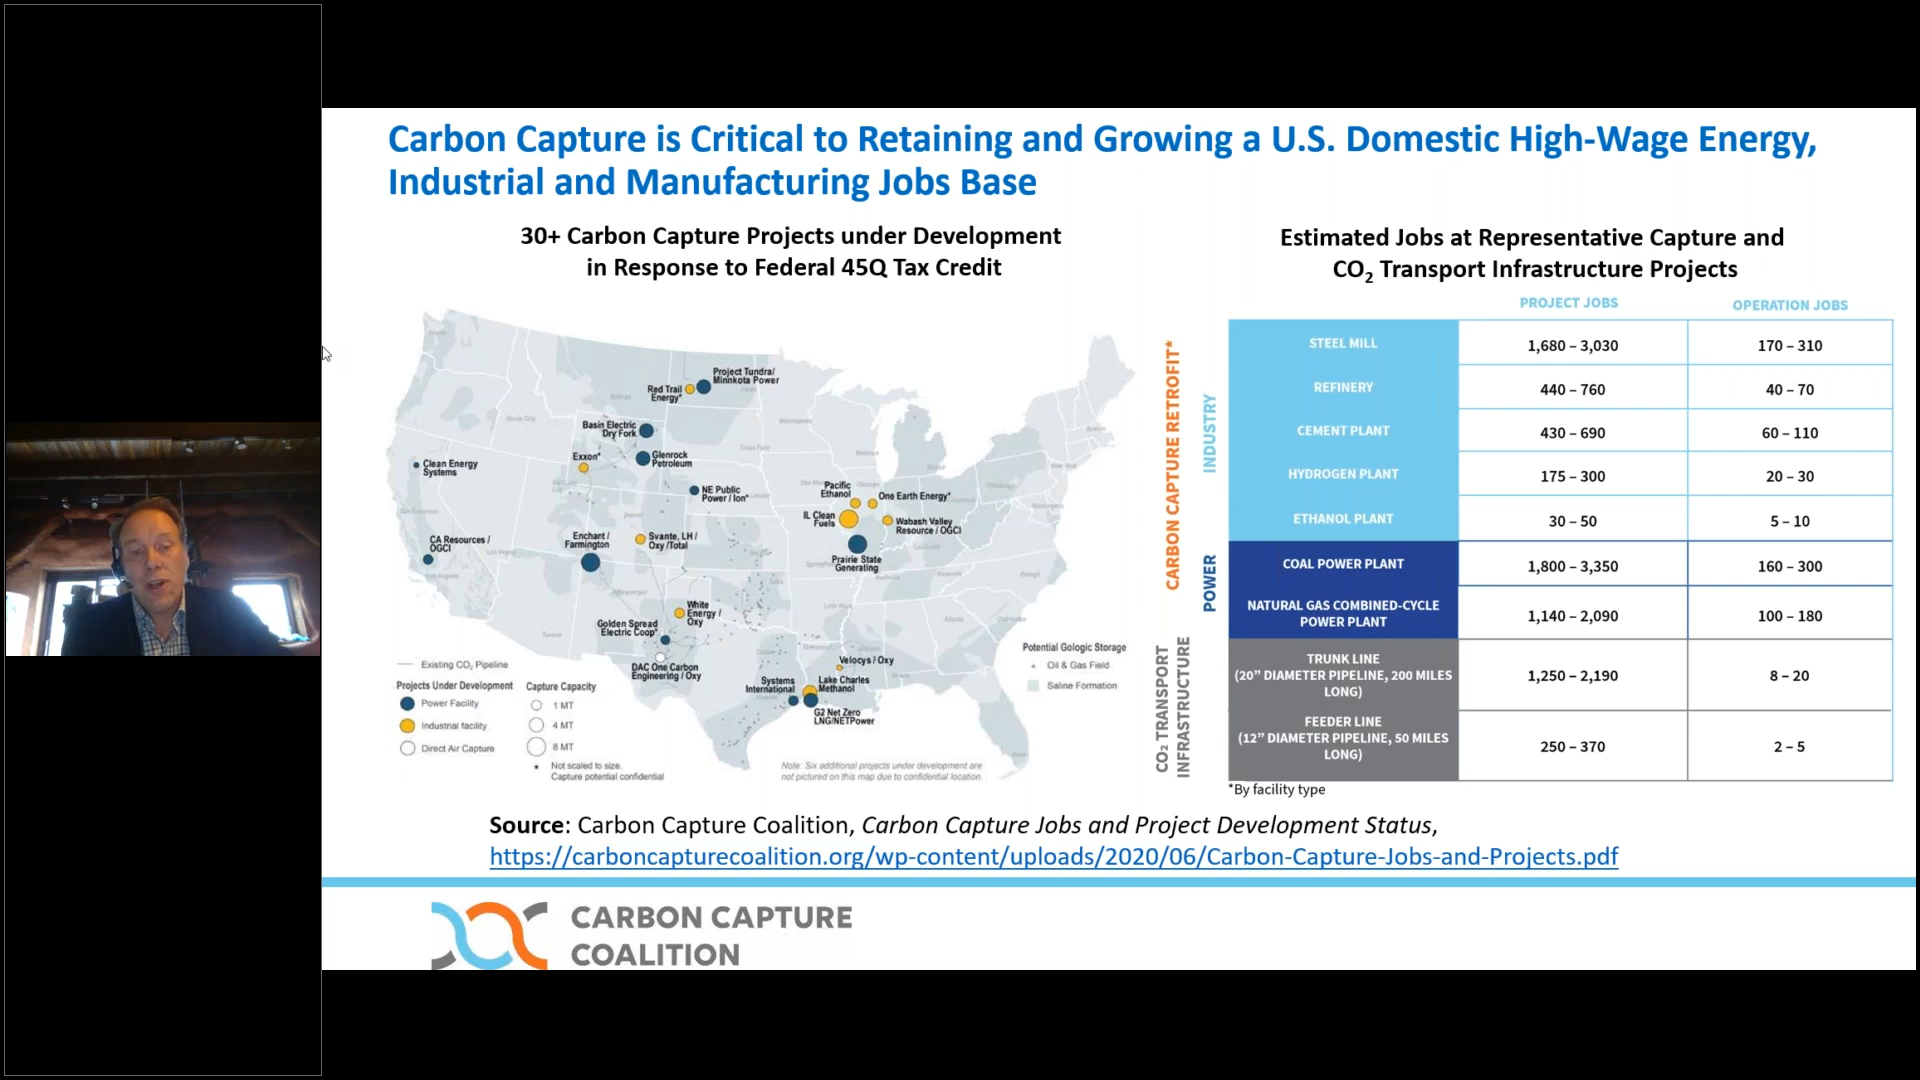 Carbon Capture is Critical to Retaining and Growing a U.S. Domestic High-Wage Energy,
Industrial and Manufacturing Jobs Base
30+ Carbon Capture Projects under Development
in Response to Federal 45Q Tax Credit
Project Tundra/
Minnkota Power
Red Trail
Energy*
Basin Electric
Dry Fork
Glenrock
Petroleum
Exxon*
Clean Energy
Systems
NE Public
Power / Ion*
Pacific
Ethanol
One Earth Energy*
IL Clean
Fuels
Wabash Valley
Resource / OGCI
Prairie State
Generating
Enchant /
Farmington
Svante, LH /
Oxy /Total
CA Resources /
OGCI
White
Energy /
Oxy
Golden Spread
Electric Coop*
DAC One Carbon
Engineering / Oxy
Velocys / Oxy
Systems
International
Lake Charles
Methanol
G2 Net Zero
LNG/NETPower
Existing CO₂ Pipeline
Projects Under Development
Power Facility
Industrial facility
Direct Air Capture
Capture Capacity
1 MT
4 MT
8 MT
* Not scaled to size.
Capture potential confidential
Potential Gologic Storage
Oil & Gas Field
Saline Formation
Note: Six additional projects under development are
not pictured on this map due to confidential location.
Estimated Jobs at Representative Capture and
CO₂ Transport Infrastructure Projects
PROJECT JOBS OPERATION JOBS
CARBON CAPTURE RETROFIT*
INDUSTRY
POWER
CO₂ TRANSPORT
INFRASTRUCTURE
STEEL MILL 1,680 – 3,030 170 – 310
REFINERY 440 – 760 40 – 70
CEMENT PLANT 430 – 690 60 – 110
HYDROGEN PLANT 175 – 300 20 – 30
ETHANOL PLANT 30 – 50 5 – 10
COAL POWER PLANT 1,800 – 3,350 160 – 300
NATURAL GAS COMBINED-CYCLE
POWER PLANT 1,140 – 2,090 100 – 180
TRUNK LINE
(20” DIAMETER PIPELINE, 200 MILES
LONG) 1,250 – 2,190 8 – 20
FEEDER LINE
(12” DIAMETER PIPELINE, 50 MILES
LONG) 250 – 370 2 – 5
*By facility type
Source: Carbon Capture Coalition, Carbon Capture Jobs and Project Development Status,
https://carboncapturecoalition.org/wp-content/uploads/2020/06/Carbon-Capture-Jobs-and-Projects.pdf
CARBON CAPTURE
COALITION